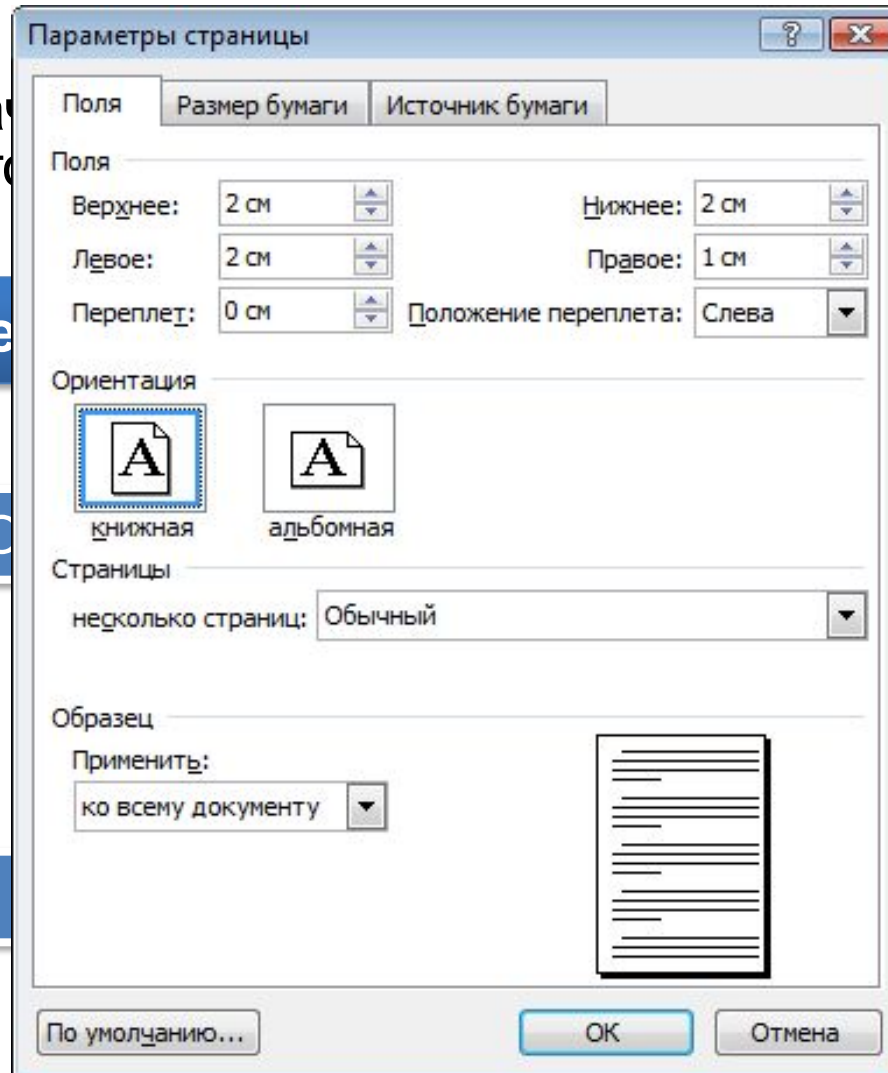 Параметры страницы
Поля Размер бумаги Источник бумаги
Поля
Верхнее: 2 см Нижнее: 2 см
Левое: 2 см Правое: 1 см
Переплет: 0 см Положение переплета: Слева
Ориентация
A A
книжная альбомная
Страницы
несколько страниц: Обычный
Образец
Применить:
ко всему документу
По умолчанию... ОК Отмена